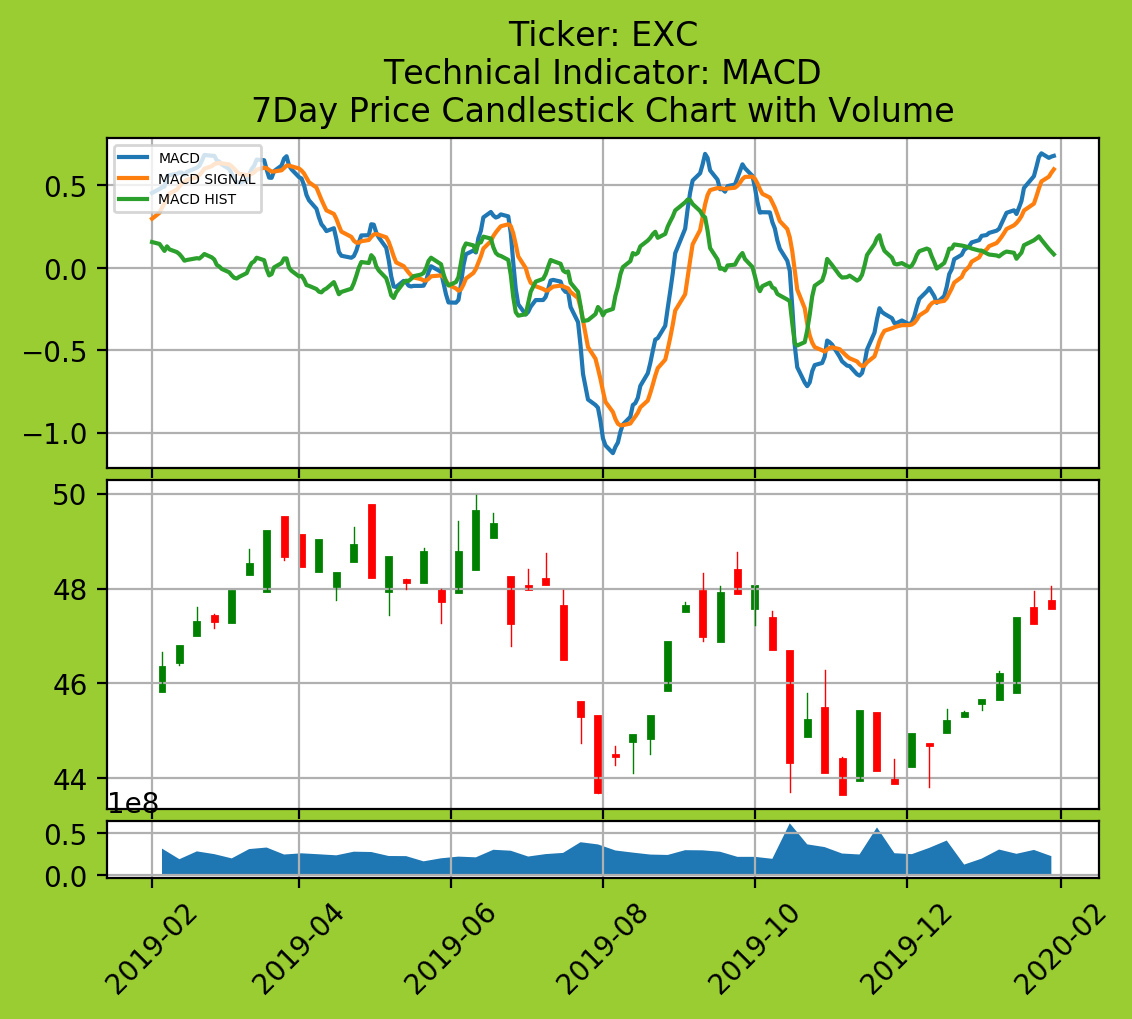 Ticker: EXC
Technical Indicator: MACD
7Day Price Candlestick Chart with Volume
MACD
MACD SIGNAL
MACD HIST
0.5
0.0
−0.5
−1.0
50
48
46
44
1e8
0.5
0.0
2019-02
2019-04
2019-06
2019-08
2019-10
2019-12
2020-02